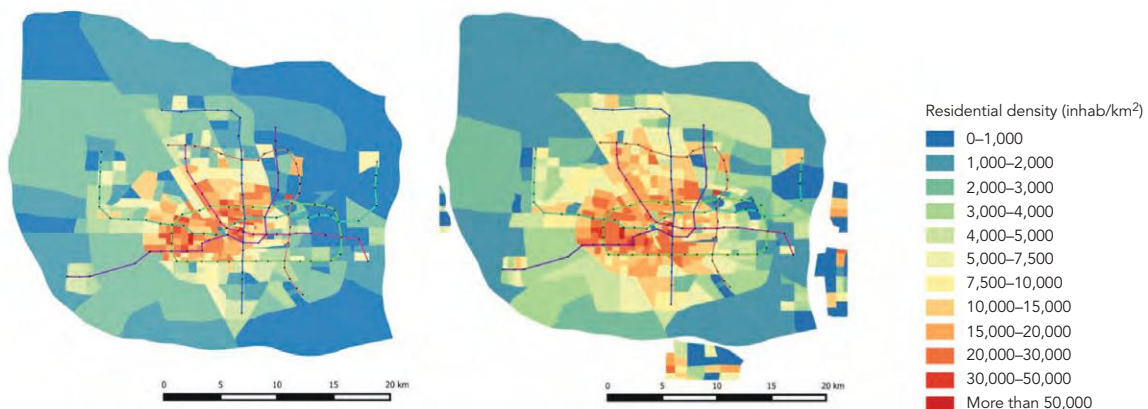 0 5 10 15 20 km
0 5 10 15 20 km
Residential density (inhab/km²)
0–1,000
1,000–2,000
2,000–3,000
3,000–4,000
4,000–5,000
5,000–7,500
7,500–10,000
10,000–15,000
15,000–20,000
20,000–30,000
30,000–50,000
More than 50,000